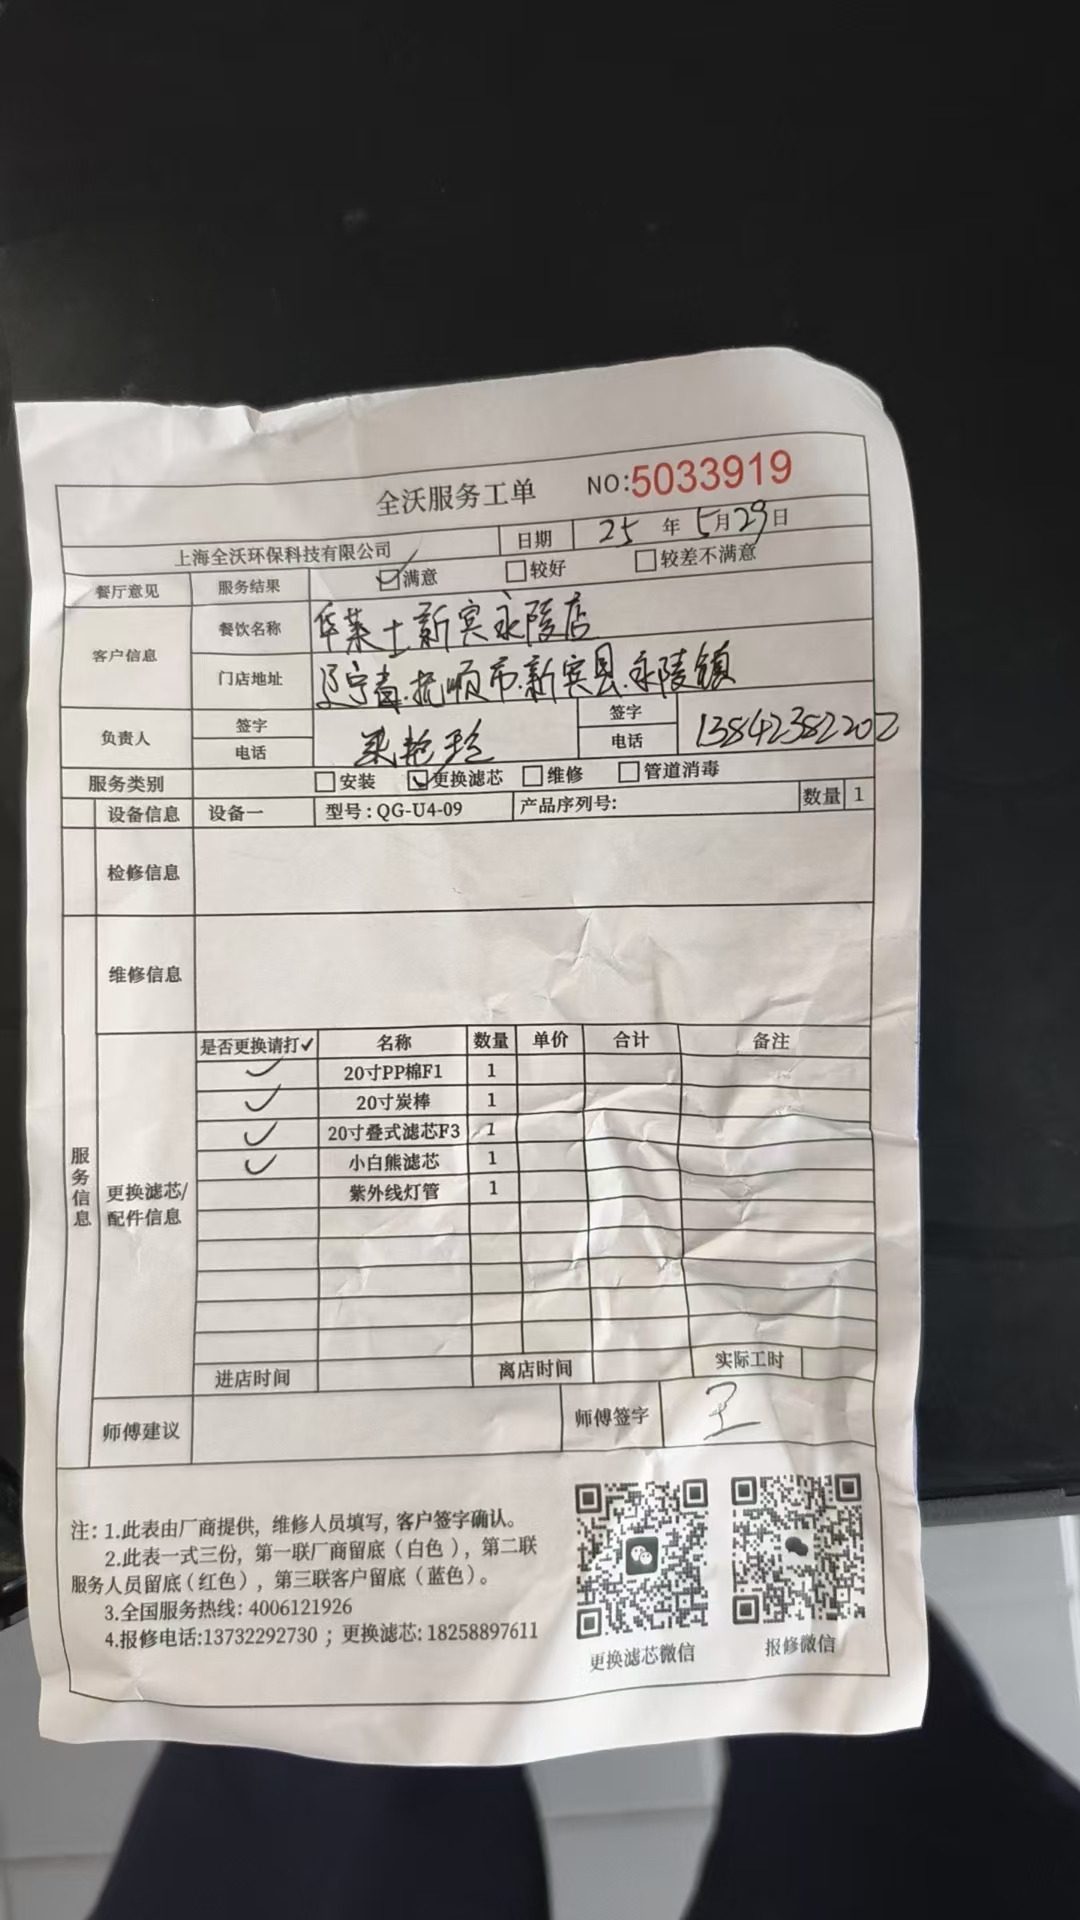 全沃服务工单 NO:5033919
上海全沃环保科技有限公司 日期 25 年 5月29日
餐厅意见 服务结果 ☑满意 □较好 □较差不满意
客户信息 餐饮名称 华莱士新宾永陵店
门店地址 辽宁省.抚顺市.新宾县.永陵镇
负责人 签字 电话 签字 电话 13842382202
服务类别 □安装 ☑更换滤芯 □维修 □管道消毒
设备信息 设备一 型号:QG-U4-09 产品序列号: 数量 1
检修信息
维修信息
服务信息
更换滤芯/配件信息
是否更换请打✓ 名称 数量 单价 合计 备注
✓ 20寸PP棉F1 1
✓ 20寸炭棒 1
✓ 20寸叠式滤芯F3 1
✓ 小白熊滤芯 1
紫外线灯管 1
进店时间 离店时间 实际工时
师傅建议 师傅签字 王
注: 1.此表由厂商提供, 维修人员填写, 客户签字确认。
2.此表一式三份, 第一联厂商留底(白色), 第二联
服务人员留底(红色), 第三联客户留底(蓝色)。
3.全国服务热线: 4006121926
4.报修电话:13732292730 ; 更换滤芯: 18258897611
更换滤芯微信 报修微信